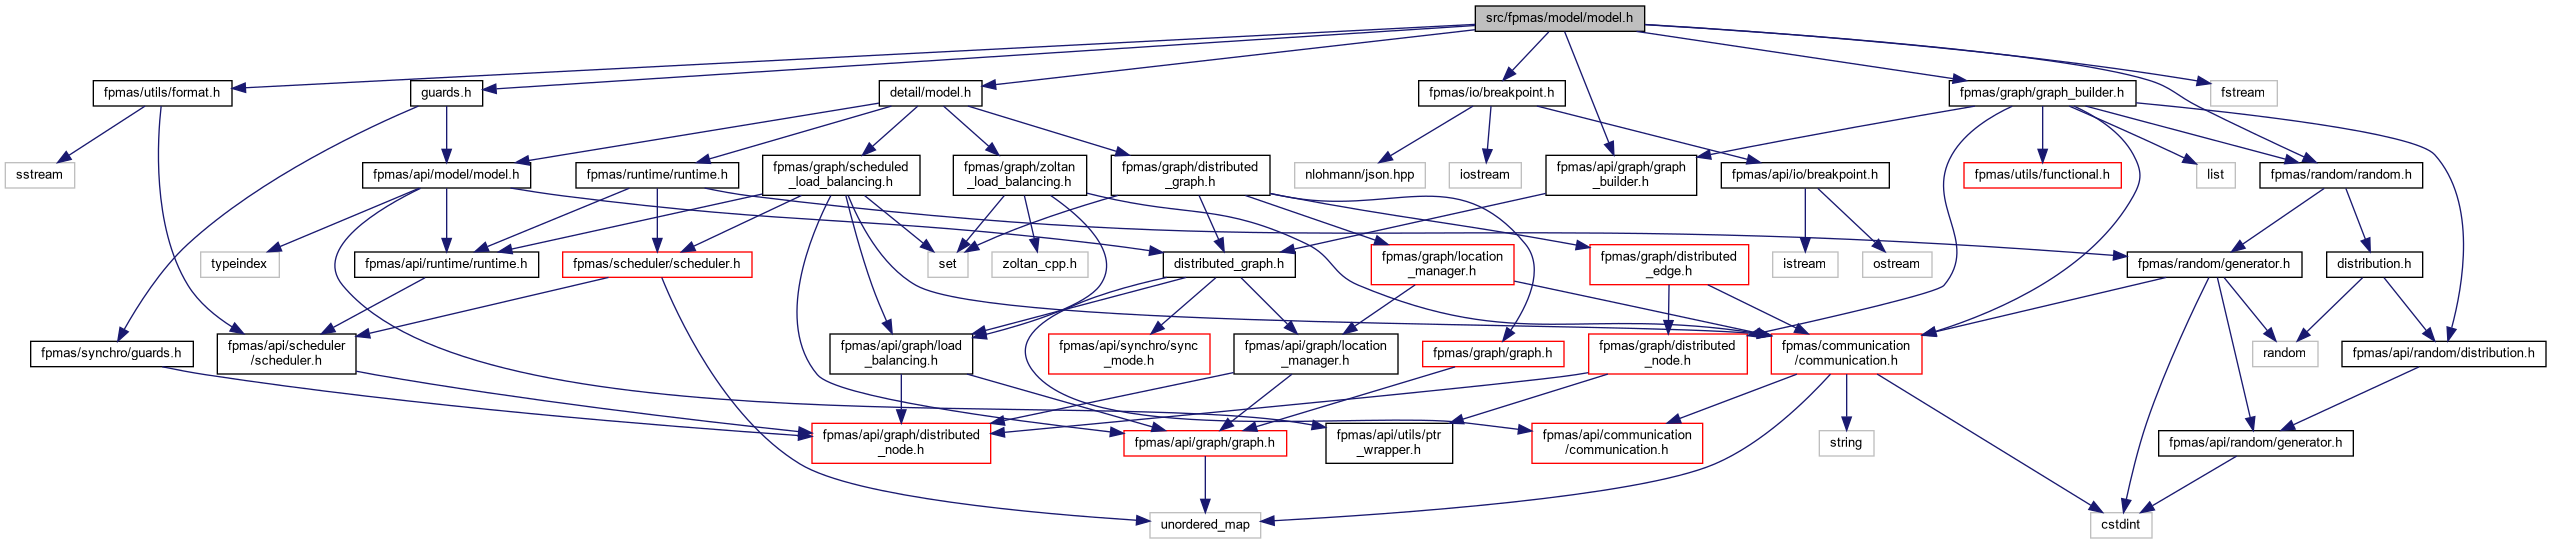 src/fpmas/model/model.h
fpmas/utils/format.h
guards.h
detail/model.h
fpmas/io/breakpoint.h
fpmas/graph/graph_builder.h
fstream
sstream
fpmas/api/model/model.h
fpmas/runtime/runtime.h
fpmas/graph/scheduled
_load_balancing.h
fpmas/graph/zoltan
_load_balancing.h
fpmas/graph/distributed
_graph.h
nlohmann/json.hpp
iostream
fpmas/api/graph/graph
_builder.h
fpmas/api/io/breakpoint.h
fpmas/utils/functional.h
list
fpmas/random/random.h
typeindex
fpmas/api/runtime/runtime.h
fpmas/scheduler/scheduler.h
set
zoltan_cpp.h
distributed_graph.h
fpmas/graph/location
_manager.h
fpmas/graph/distributed
_edge.h
istream
ostream
fpmas/random/generator.h
distribution.h
fpmas/synchro/guards.h
fpmas/api/scheduler
/scheduler.h
fpmas/api/graph/load
_balancing.h
fpmas/api/synchro/sync
_mode.h
fpmas/api/graph/location
_manager.h
fpmas/graph/graph.h
fpmas/graph/distributed
_node.h
fpmas/communication
/communication.h
random
fpmas/api/random/distribution.h
fpmas/api/graph/distributed
_node.h
fpmas/api/graph/graph.h
fpmas/api/utils/ptr
_wrapper.h
fpmas/api/communication
/communication.h
string
fpmas/api/random/generator.h
unordered_map
cstdint